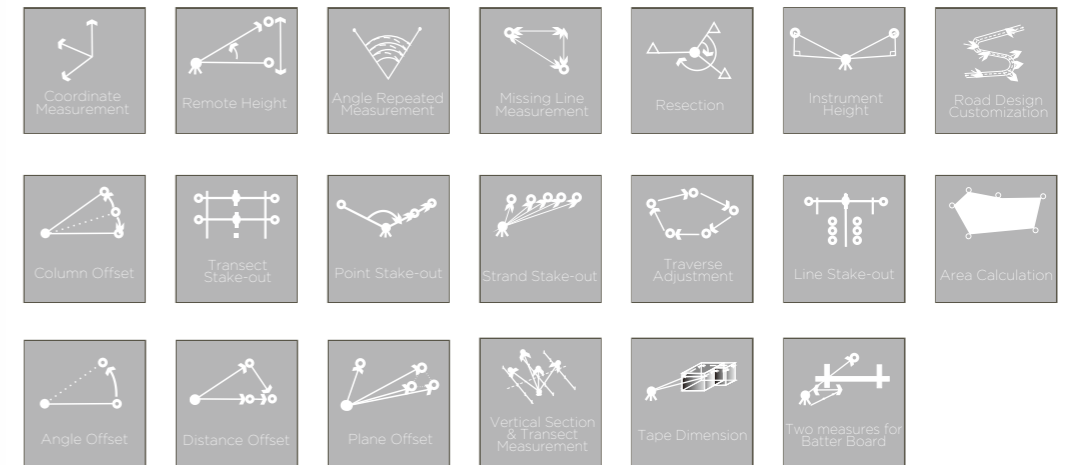 Coordinate
Measurement
Remote Height
Angle Repeated
Measurement
Missing Line
Measurement
Resection
Instrument
Height
Road Design
Customization
Column Offset
Transect
Stake-out
Point Stake-out
Strand Stake-out
Traverse
Adjustment
Line Stake-out
Area Calculation
Angle Offset
Distance Offset
Plane Offset
Vertical Section
& Transect
Measurement
Tape Dimension
Two measures for
Batter Board